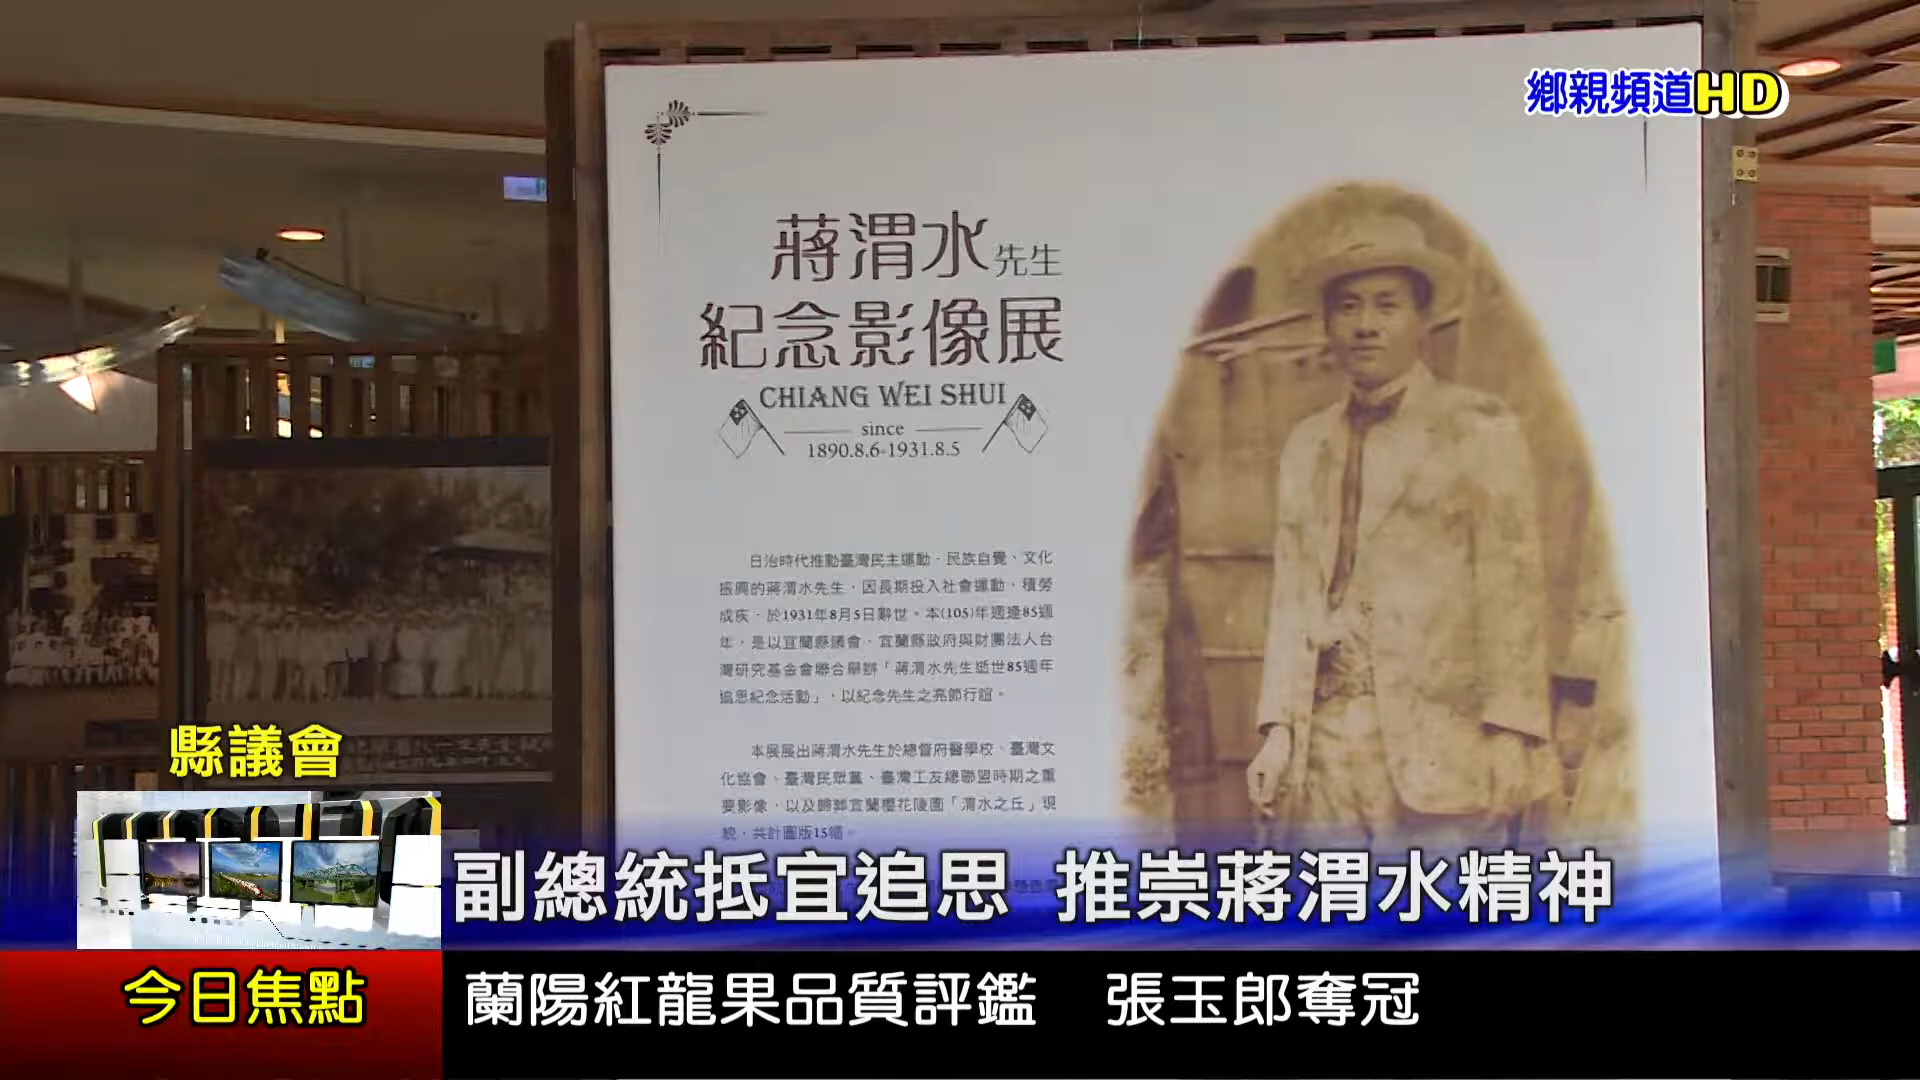 鄉親頻道HD
蔣渭水先生
紀念影像展
CHIANG WEI SHUI
since
1890.8.6-1931.8.5
日治時代推動臺灣民主運動、民族自覺、文化
振興的蔣渭水先生，因長期投入社會運動，積勞
成疾，於1931年8月5日辭世。本(105)年適逢85週
年，是以宜蘭縣議會、宜蘭縣政府與財團法人台
灣研究基金會聯合舉辦「蔣渭水先生逝世85週年
追思紀念活動」，以紀念先生之亮節行誼。
本展展出蔣渭水先生於總督府醫學校、臺灣文
化協會、臺灣民眾黨、臺灣工友總聯盟時期之重
要影像，以及歸葬宜蘭櫻花陵園「渭水之丘」現
貌，共計圖版15幅。
縣議會
副總統抵宜追思 推崇蔣渭水精神
今日焦點
蘭陽紅龍果品質評鑑 張玉郎奪冠